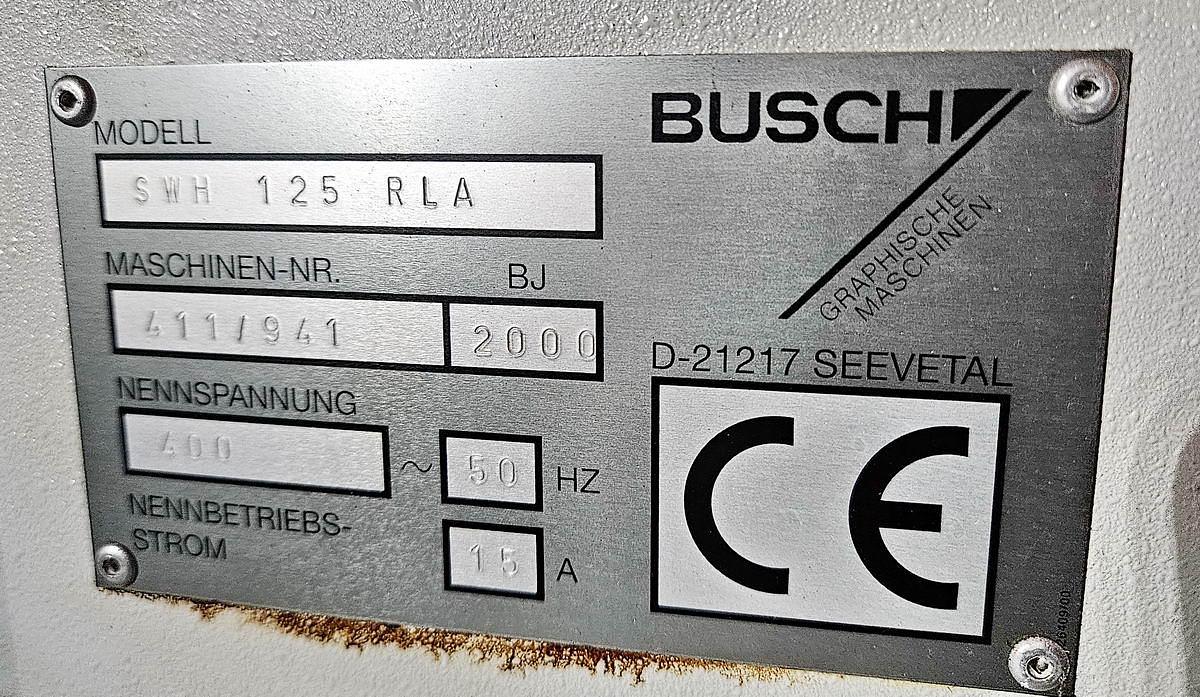 BUSCH
GRAPHISCHE
MASCHINEN
MODELL
SWH 125 RLA
MASCHINEN-NR. BJ
411/941 2000
NENNSPANNUNG
400 ~ 50 HZ
NENNBETRIEBS-
STROM 15 A
D-21217 SEEVETAL
CE